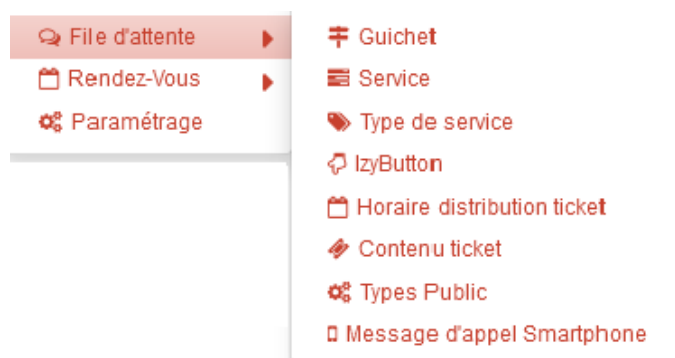 File d'attente
Rendez-Vous
Paramétrage
Guichet
Service
Type de service
IzyButton
Horaire distribution ticket
Contenu ticket
Types Public
Message d'appel Smartphone